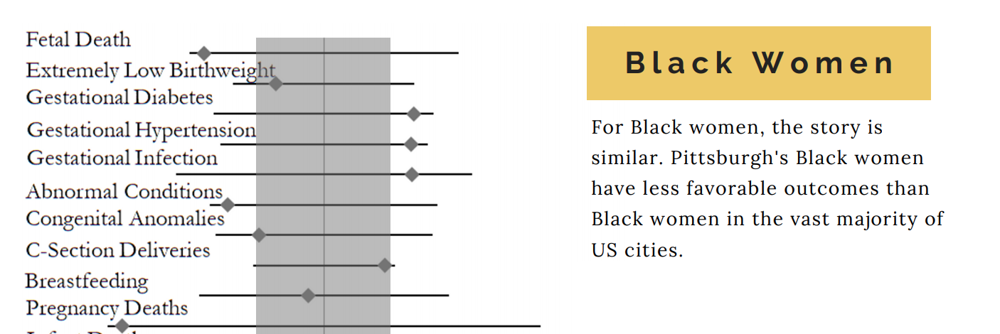 Fetal Death
Extremely Low Birthweight
Gestational Diabetes
Gestational Hypertension
Gestational Infection
Abnormal Conditions
Congenital Anomalies
C-Section Deliveries
Breastfeeding
Pregnancy Deaths
Black Women
For Black women, the story is
similar. Pittsburgh's Black women
have less favorable outcomes than
Black women in the vast majority of
US cities.